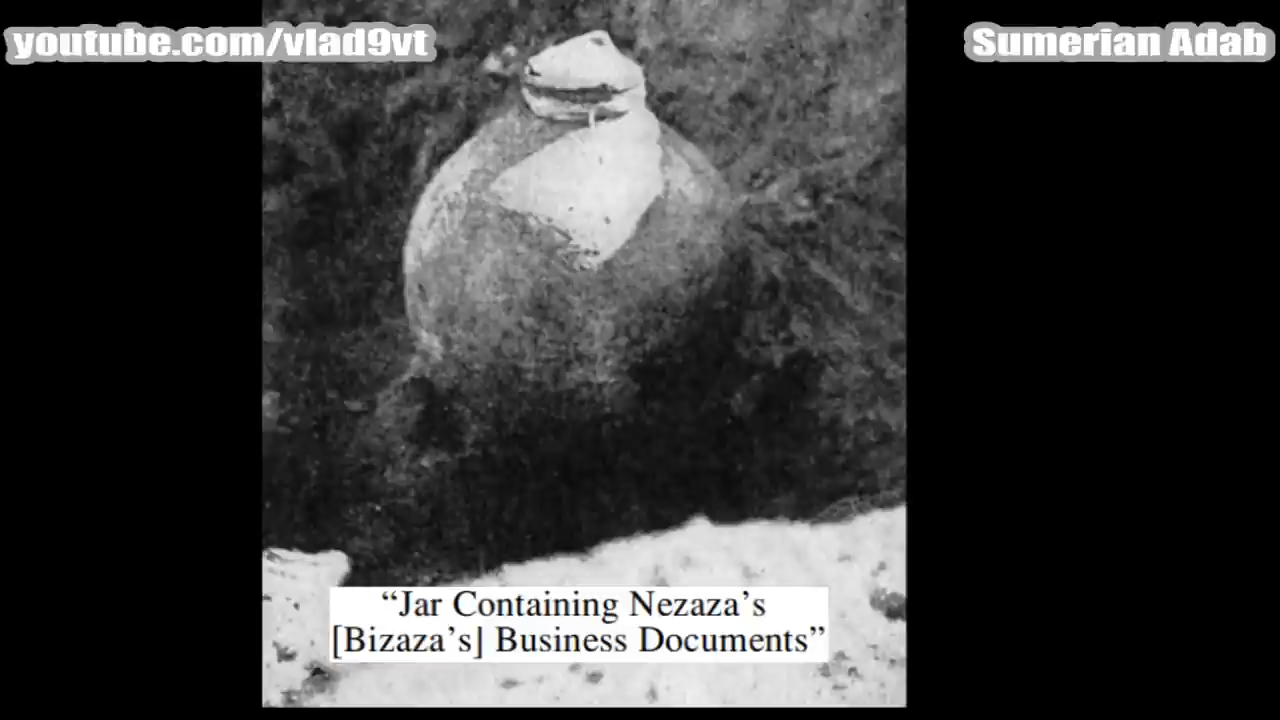 youtube.com/vlad9vt
Sumerian Adab
“Jar Containing Nezaza’s
[Bizaza’s] Business Documents”